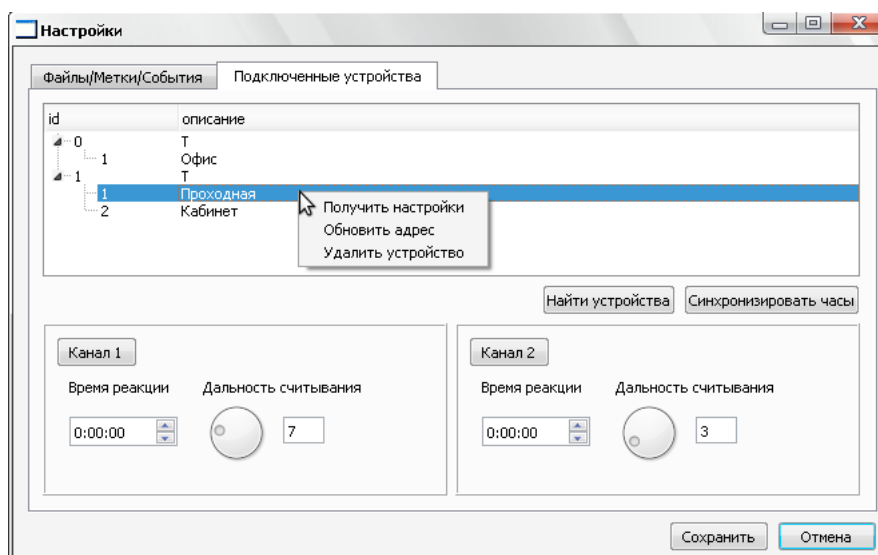 Настройки
Файлы/Метки/События Подключенные устройства
id описание
0 Т
1 Офис
1 Т
1 Проходная
2 Кабинет
Получить настройки
Обновить адрес
Удалить устройство
Найти устройства Синхронизировать часы
Канал 1
Время реакции Дальность считывания
0:00:00 7
Канал 2
Время реакции Дальность считывания
0:00:00 3
Сохранить Отмена